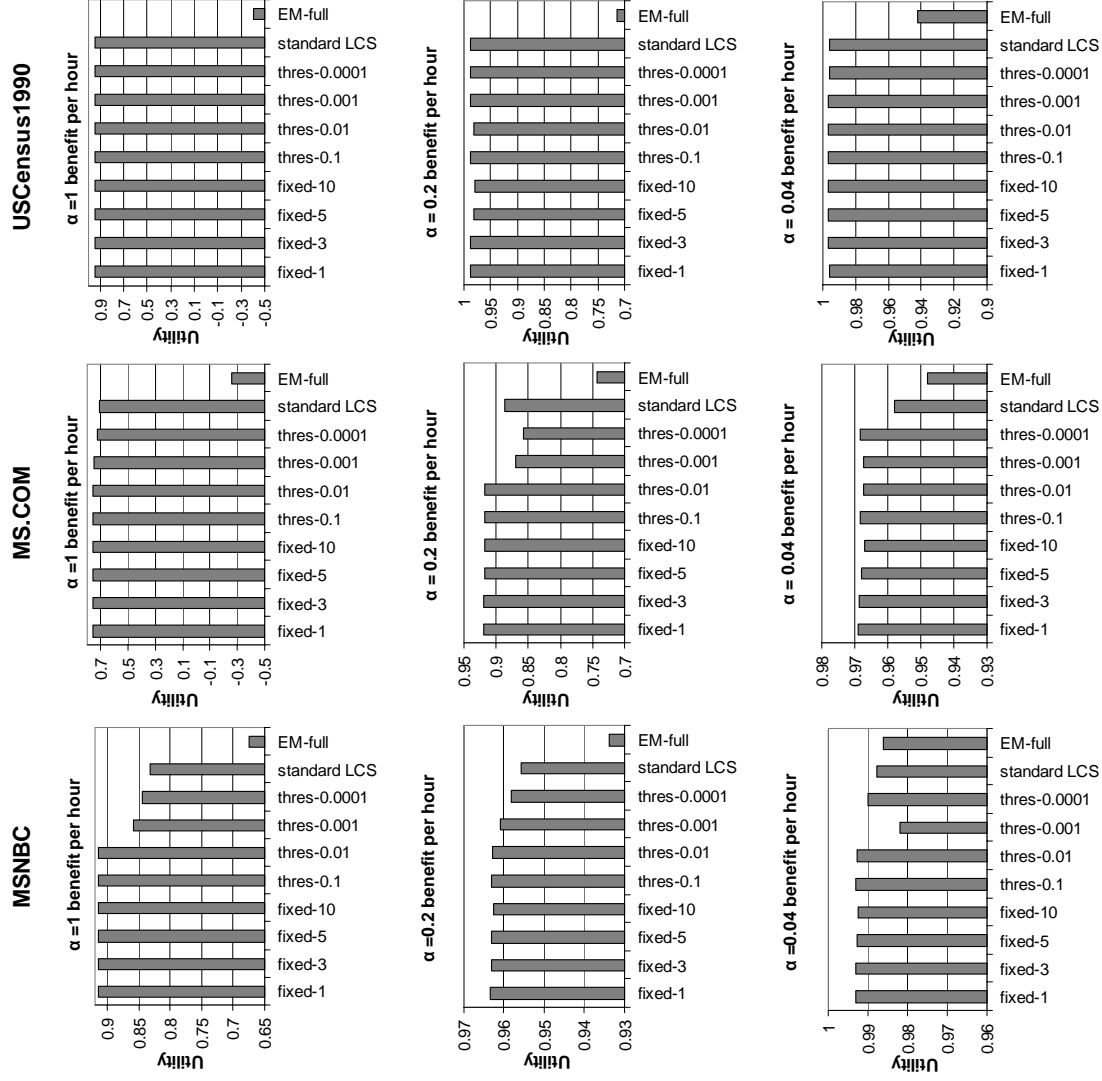 MSNBC
MS.COM
USCensus1990
α =1 benefit per hour
Utility
0.9
0.85
0.8
0.75
0.7
0.65
fixed-1
fixed-3
fixed-5
fixed-10
thres-0.1
thres-0.01
thres-0.001
thres-0.0001
standard LCS
EM-full
α =1 benefit per hour
Utility
0.7
0.5
0.3
0.1
-0.1
-0.3
-0.5
fixed-1
fixed-3
fixed-5
fixed-10
thres-0.1
thres-0.01
thres-0.001
thres-0.0001
standard LCS
EM-full
α =1 benefit per hour
Utility
0.9
0.7
0.5
0.3
0.1
-0.1
-0.3
-0.5
fixed-1
fixed-3
fixed-5
fixed-10
thres-0.1
thres-0.01
thres-0.001
thres-0.0001
standard LCS
EM-full
α =0.2 benefit per hour
Utility
0.97
0.96
0.95
0.94
0.93
fixed-1
fixed-3
fixed-5
fixed-10
thres-0.1
thres-0.01
thres-0.001
thres-0.0001
standard LCS
EM-full
α = 0.2 benefit per hour
Utility
0.95
0.9
0.85
0.8
0.75
0.7
fixed-1
fixed-3
fixed-5
fixed-10
thres-0.1
thres-0.01
thres-0.001
thres-0.0001
standard LCS
EM-full
α = 0.2 benefit per hour
Utility
1
0.95
0.9
0.85
0.8
0.75
0.7
fixed-1
fixed-3
fixed-5
fixed-10
thres-0.1
thres-0.01
thres-0.001
thres-0.0001
standard LCS
EM-full
α =0.04 benefit per hour
Utility
1
0.99
0.98
0.97
0.96
fixed-1
fixed-3
fixed-5
fixed-10
thres-0.1
thres-0.01
thres-0.001
thres-0.0001
standard LCS
EM-full
α = 0.04 benefit per hour
Utility
0.98
0.97
0.96
0.95
0.94
0.93
fixed-1
fixed-3
fixed-5
fixed-10
thres-0.1
thres-0.01
thres-0.001
thres-0.0001
standard LCS
EM-full
α = 0.04 benefit per hour
Utility
1
0.98
0.96
0.94
0.92
0.9
fixed-1
fixed-3
fixed-5
fixed-10
thres-0.1
thres-0.01
thres-0.001
thres-0.0001
standard LCS
EM-full